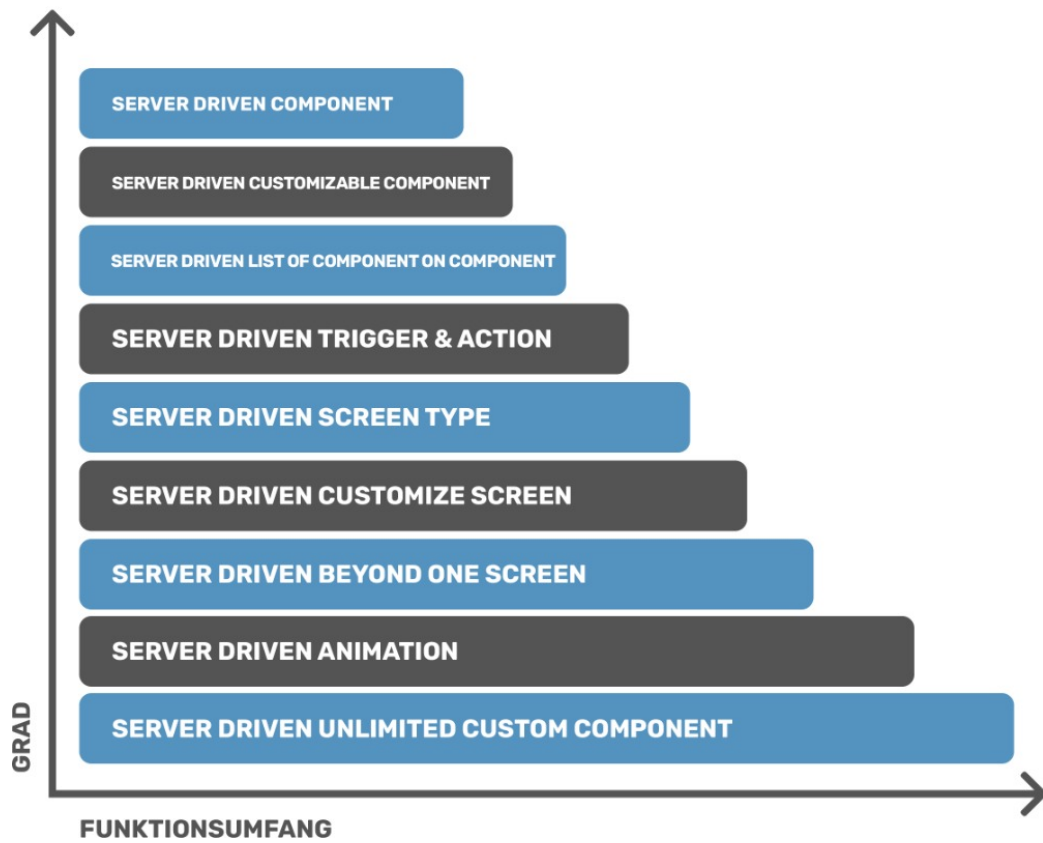 SERVER DRIVEN COMPONENT
SERVER DRIVEN CUSTOMIZABLE COMPONENT
SERVER DRIVEN LIST OF COMPONENT ON COMPONENT
SERVER DRIVEN TRIGGER & ACTION
SERVER DRIVEN SCREEN TYPE
SERVER DRIVEN CUSTOMIZE SCREEN
SERVER DRIVEN BEYOND ONE SCREEN
SERVER DRIVEN ANIMATION
SERVER DRIVEN UNLIMITED CUSTOM COMPONENT
GRAD
FUNKTIONSUMFANG